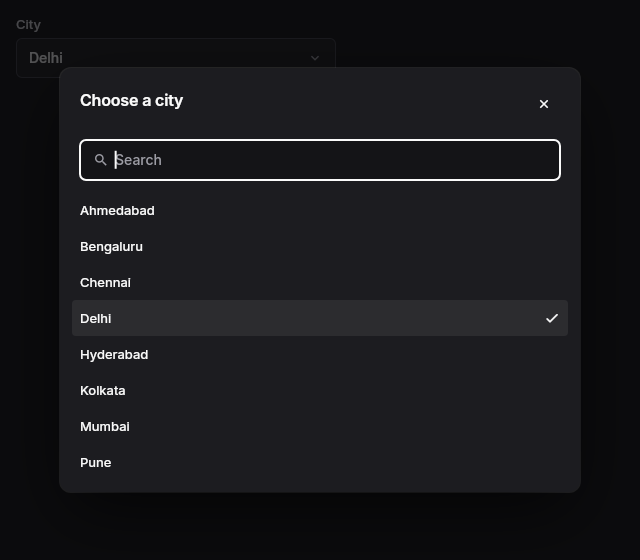 City
Delhi
Choose a city
Search
Ahmedabad
Bengaluru
Chennai
Delhi
Hyderabad
Kolkata
Mumbai
Pune